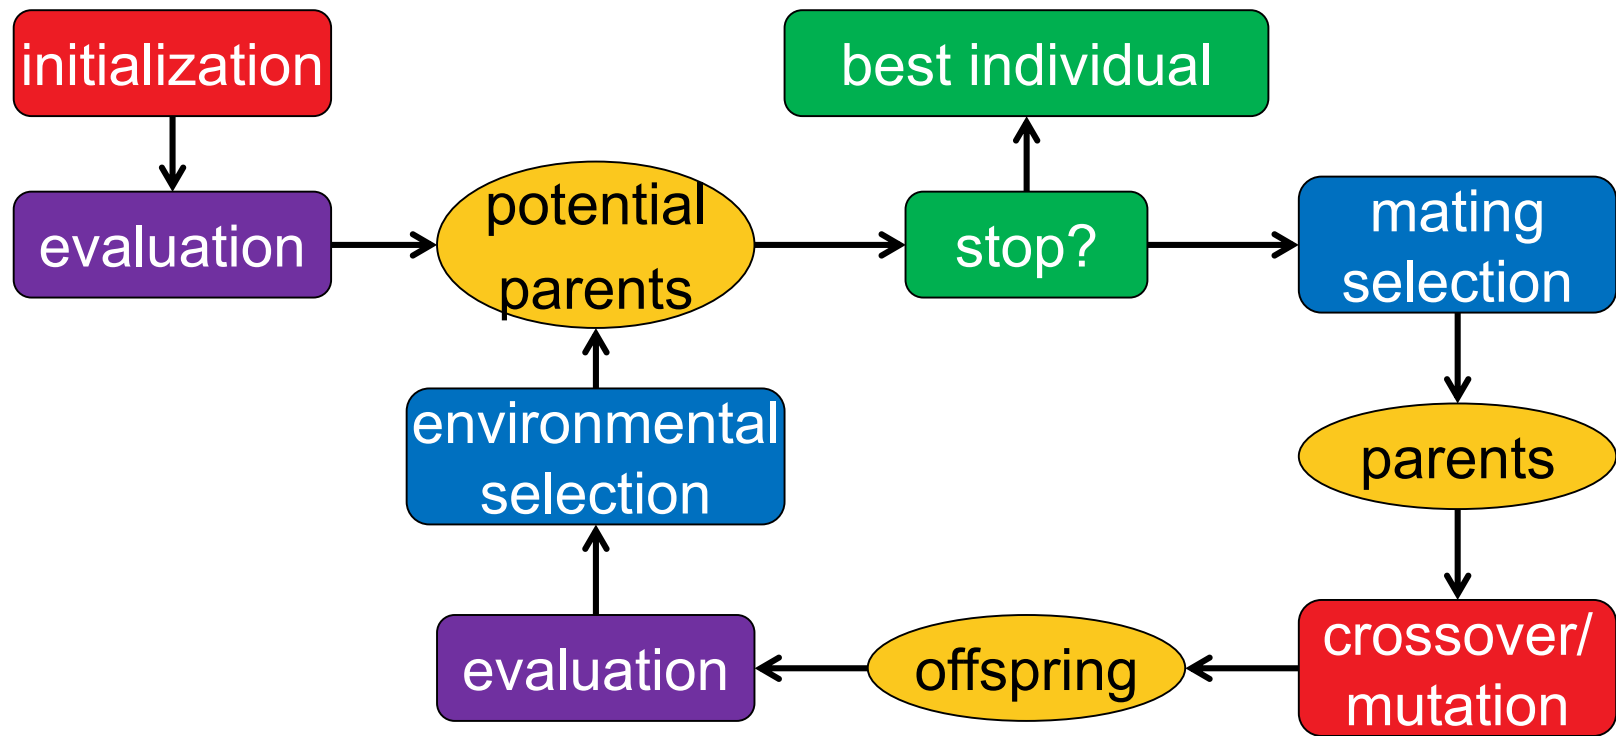 initialization
best individual
evaluation
potential
parents
stop?
mating
selection
environmental
selection
parents
evaluation
offspring
crossover/
mutation